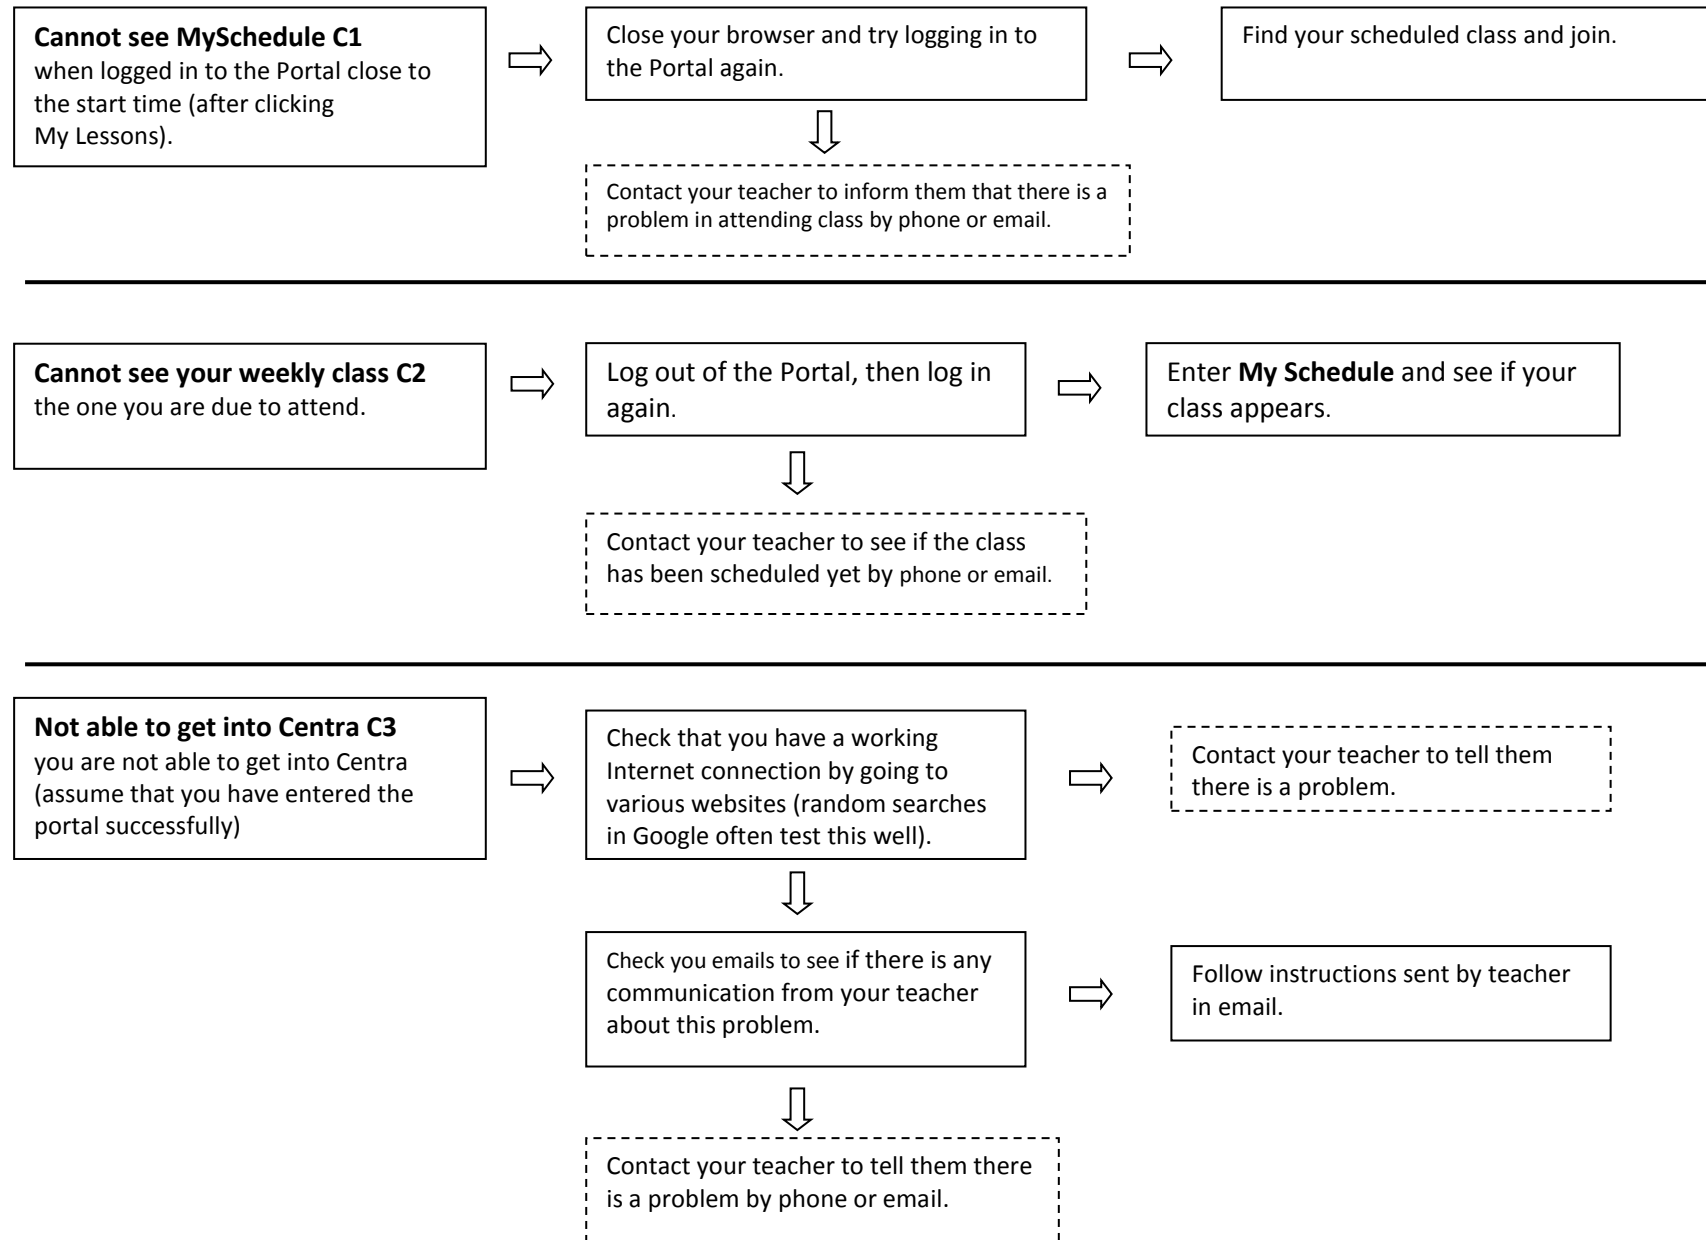 Cannot see MySchedule C1
when logged in to the Portal close to
the start time (after clicking
My Lessons).
Close your browser and try logging in to
the Portal again.
Find your scheduled class and join.
Contact your teacher to inform them that there is a
problem in attending class by phone or email.
Cannot see your weekly class C2
the one you are due to attend.
Log out of the Portal, then log in
again.
Enter My Schedule and see if your
class appears.
Contact your teacher to see if the class
has been scheduled yet by phone or email.
Not able to get into Centra C3
you are not able to get into Centra
(assume that you have entered the
portal successfully)
Check that you have a working
Internet connection by going to
various websites (random searches
in Google often test this well).
Contact your teacher to tell them
there is a problem.
Check you emails to see if there is any
communication from your teacher
about this problem.
Follow instructions sent by teacher
in email.
Contact your teacher to tell them there
is a problem by phone or email.